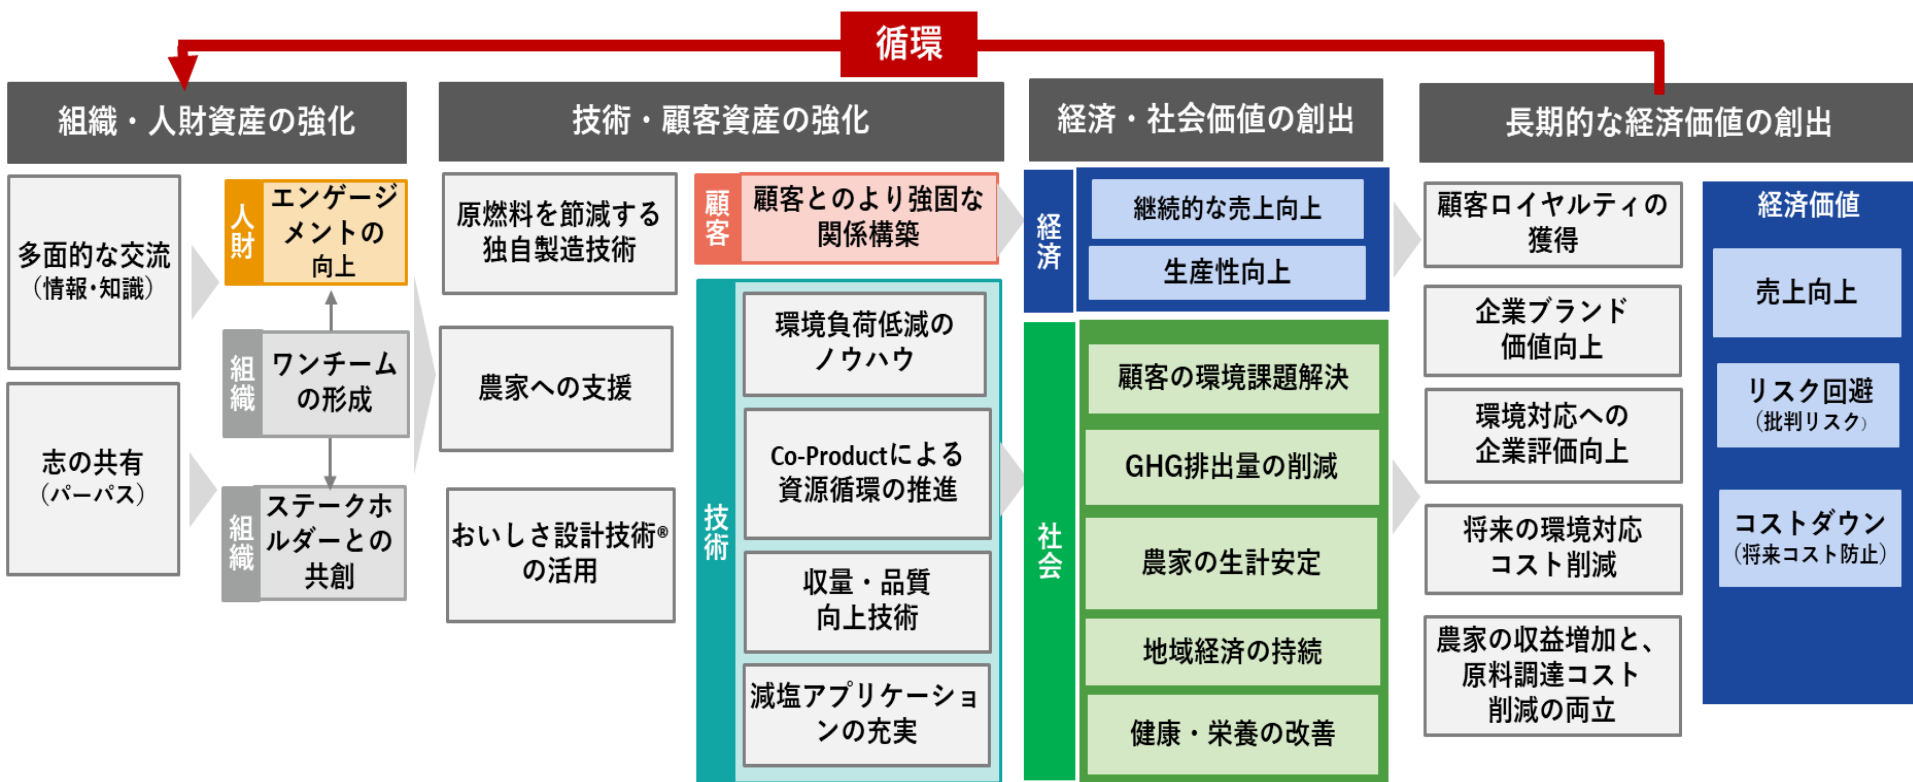 循環
組織・人財資産の強化
多面的な交流
（情報・知識）
志の共有
（パーパス）
人財
エンゲージ
メントの
向上
組織
ワンチーム
の形成
組織
ステークホ
ルダーとの
共創
技術・顧客資産の強化
原燃料を節減する
独自製造技術
農家への支援
おいしさ設計技術®
の活用
顧客
顧客とのより強固な
関係構築
技術
環境負荷低減の
ノウハウ
Co-Productによる
資源循環の推進
収量・品質
向上技術
減塩アプリケーショ
ンの充実
経済・社会価値の創出
経済
継続的な売上向上
生産性向上
社会
顧客の環境課題解決
GHG排出量の削減
農家の生計安定
地域経済の持続
健康・栄養の改善
長期的な経済価値の創出
顧客ロイヤルティの
獲得
企業ブランド
価値向上
環境対応への
企業評価向上
将来の環境対応
コスト削減
農家の収益増加と、
原料調達コスト
削減の両立
経済価値
売上向上
リスク回避
（批判リスク）
コストダウン
（将来コスト防止）